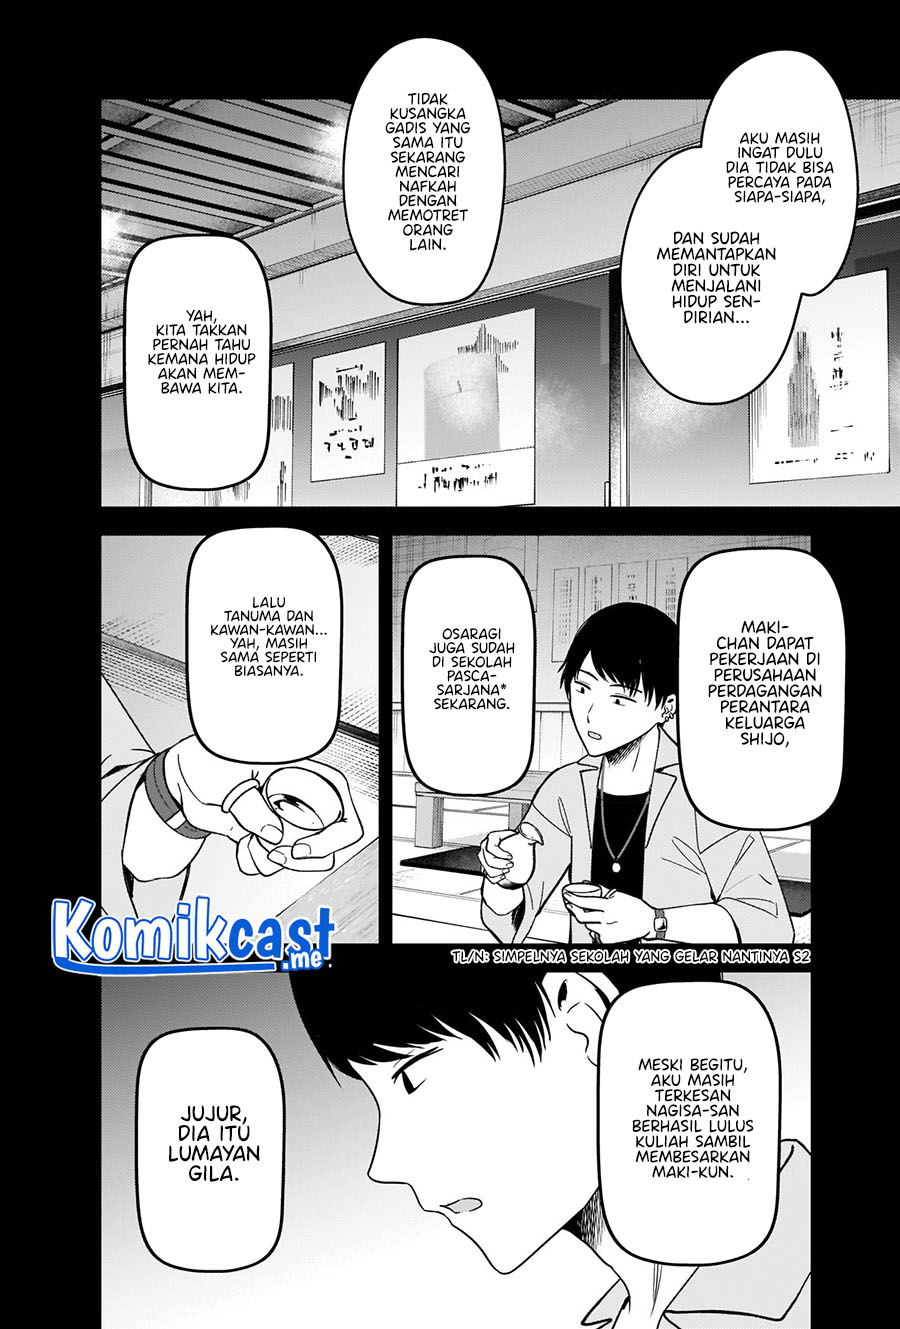 AKU MASIH
INGAT DULU
DIA TIDAK BISA
PERCAYA PADA
SIAPA-SIAPA,
DAN SUDAH
MEMANTAPKAN
DIRI UNTUK
MENJALANI
HIDUP SEN-
DIRIAN...
TIDAK
KUSANGKA
GADIS YANG
SAMA ITU
SEKARANG
MENCARI
NAFKAH
DENGAN
MEMOTRET
ORANG
LAIN.
YAH,
KITA TAKKAN
PERNAH TAHU
KEMANA HIDUP
AKAN MEM-
BAWA KITA.
MAKI-
CHAN DAPAT
PEKERJAAN DI
PERUSAHAAN
PERDAGANGAN
PERANTARA
KELUARGA
SHIJO,
OSARAGI
JUGA SUDAH
DI SEKOLAH
PASCA-
SARJANA*
SEKARANG.
LALU
TANUMA DAN
KAWAN-KAWAN...
YAH, MASIH
SAMA SEPERTI
BIASANYA.
Komikcast
.me
TL/N: SIMPELNYA SEKOLAH YANG GELAR NANTINYA S2
MESKI BEGITU,
AKU MASIH
TERKESAN
NAGISA-SAN
BERHASIL LULUS
KULIAH SAMBIL
MEMBESARKAN
MAKI-KUN.
JUJUR,
DIA ITU
LUMAYAN
GILA.